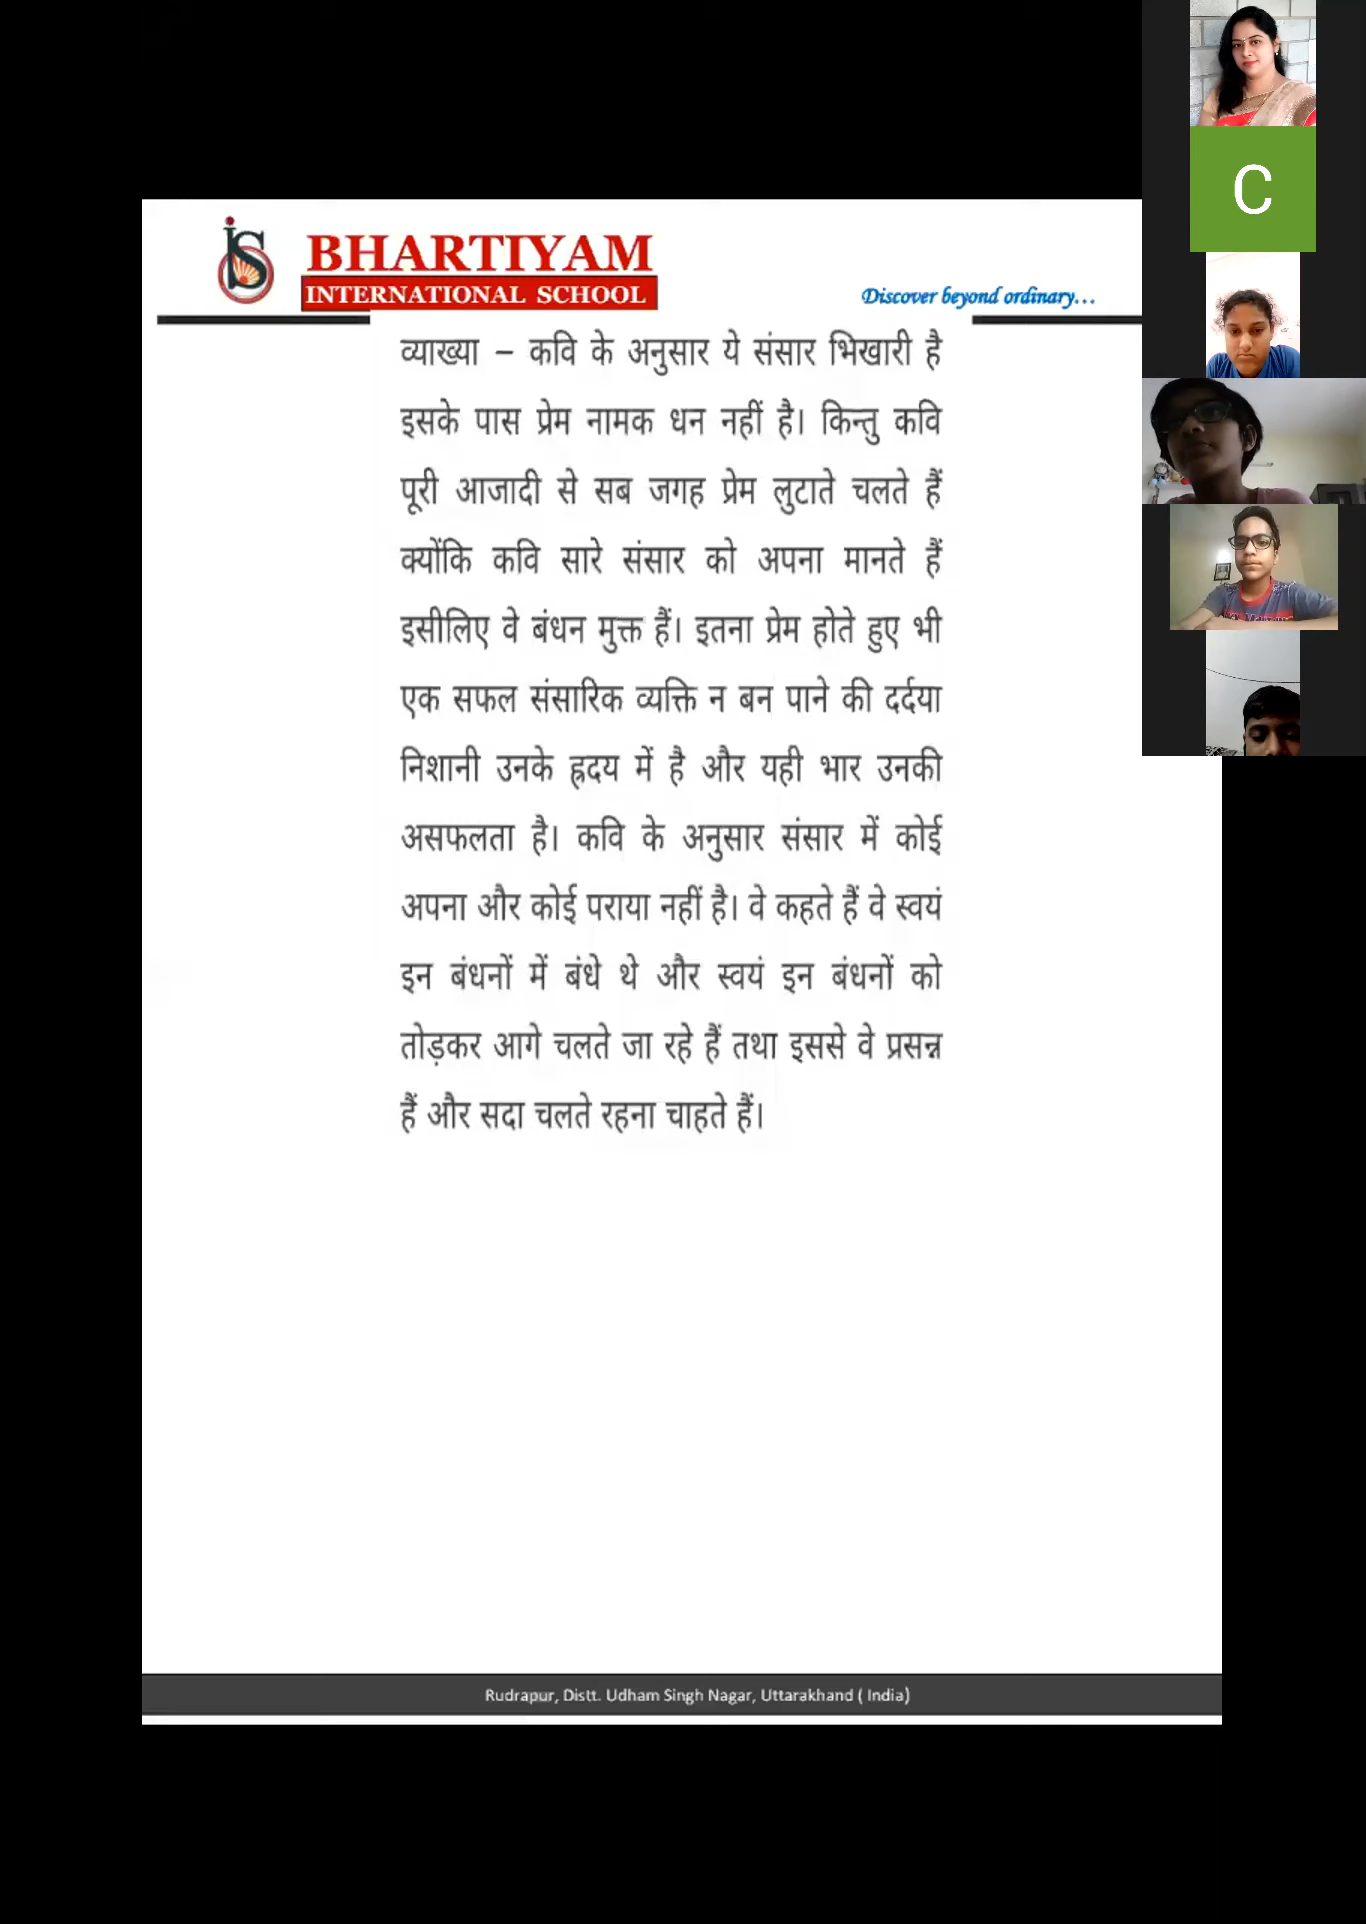 BHARTIYAM
INTERNATIONAL SCHOOL
Discover beyond ordinary...
व्याख्या – कवि के अनुसार ये संसार भिखारी है
इसके पास प्रेम नामक धन नहीं है। किन्तु कवि
पूरी आजादी से सब जगह प्रेम लुटाते चलते हैं
क्योंकि कवि सारे संसार को अपना मानते हैं
इसीलिए वे बंधन मुक्त हैं। इतना प्रेम होते हुए भी
एक सफल संसारिक व्यक्ति न बन पाने की दर्दया
निशानी उनके ह्रदय में है और यही भार उनकी
असफलता है। कवि के अनुसार संसार में कोई
अपना और कोई पराया नहीं है। वे कहते हैं वे स्वयं
इन बंधनों में बंधे थे और स्वयं इन बंधनों को
तोड़कर आगे चलते जा रहे हैं तथा इससे वे प्रसन्न
हैं और सदा चलते रहना चाहते हैं।
Rudrapur, Distt. Udham Singh Nagar, Uttarakhand ( India)
C